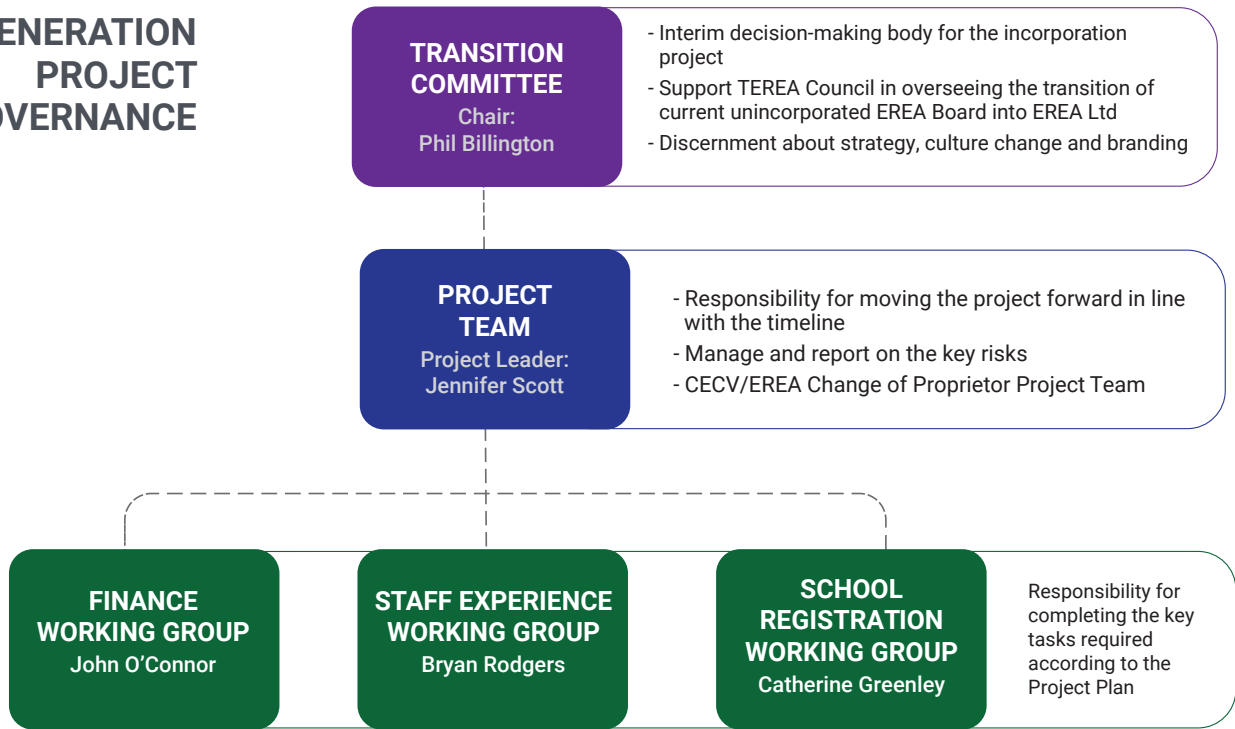 ENERATION
PROJECT
OVERNANCE
TRANSITION
COMMITTEE
Chair:
Phil Billington
- Interim decision-making body for the incorporation
project
- Support TEREA Council in overseeing the transition of
current unincorporated EREA Board into EREA Ltd
- Discernment about strategy, culture change and branding
PROJECT
TEAM
Project Leader:
Jennifer Scott
- Responsibility for moving the project forward in line
with the timeline
- Manage and report on the key risks
- CECV/EREA Change of Proprietor Project Team
FINANCE
WORKING GROUP
John O’Connor
STAFF EXPERIENCE
WORKING GROUP
Bryan Rodgers
SCHOOL
REGISTRATION
WORKING GROUP
Catherine Greenley
Responsibility for
completing the key
tasks required
according to the
Project Plan